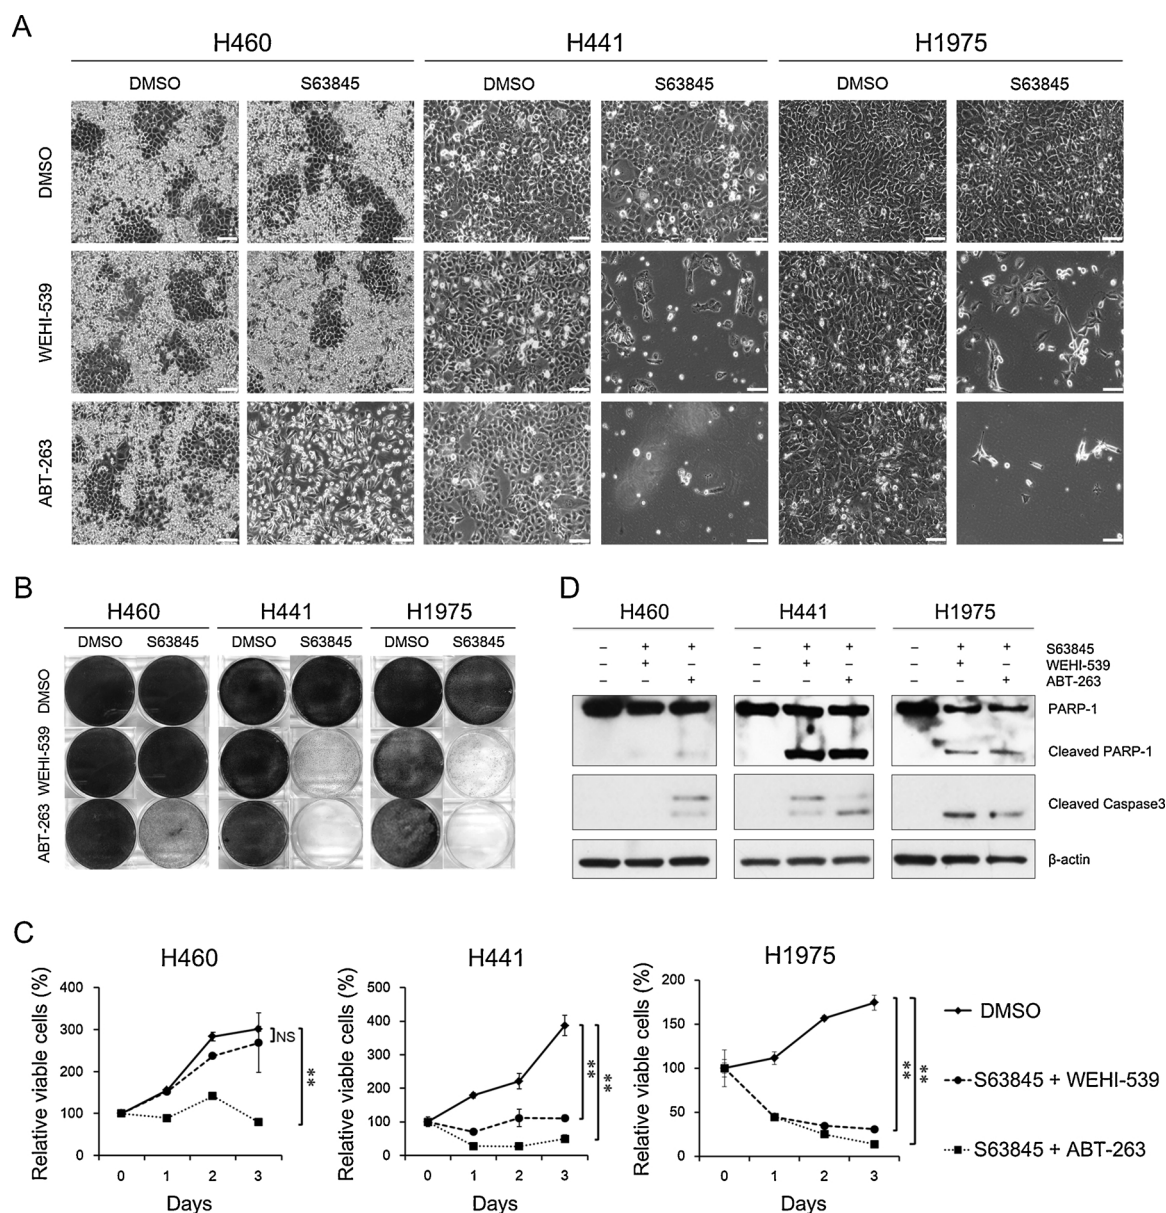 A
H460 H441 H1975
DMSO S63845 DMSO S63845 DMSO S63845
DMSO
WEHI-539
ABT-263
B
H460 H441 H1975
DMSO S63845 DMSO S63845 DMSO S63845
DMSO
WEHI-539
ABT-263
D
H460 H441 H1975
– + + – + + – + + S63845
– + – – + – – + – WEHI-539
– – + – – + – – + ABT-263
PARP-1
Cleaved PARP-1
Cleaved Caspase3
β-actin
C
H460
Relative viable cells (%)
400
300
200
100
0
0 1 2 3
Days
NS
**
H441
Relative viable cells (%)
500
400
300
200
100
0
0 1 2 3
Days
**
**
H1975
Relative viable cells (%)
200
150
100
50
0
0 1 2 3
Days
**
**
DMSO
S63845 + WEHI-539
S63845 + ABT-263